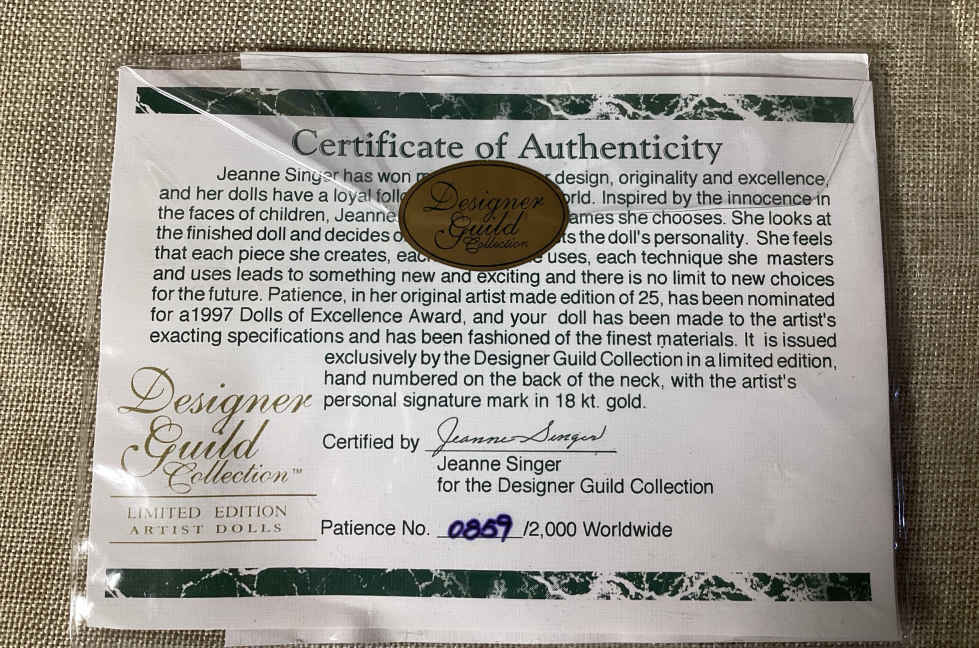 Certificate of Authenticity
Jeanne Singer has won design, originality and excellence,
and her dolls have a loyal Inspired by the innocence in
the faces of children, Jeanne she chooses. She looks at
the finished doll and decides the doll's personality. She feels
that each piece she creates, uses, each technique she masters
and uses leads to something new and exciting and there is no limit to new choices
for the future. Patience, in her original artist made edition of 25, has been nominated
for a1997 Dolls of Excellence Award, and your doll has been made to the artist's
exacting specifications and has been fashioned of the finest materials. It is issued
exclusively by the Designer Guild Collection in a limited edition,
hand numbered on the back of the neck, with the artist's
personal signature mark in 18 kt. gold.
Designer
Guild
Collection
Designer
Guild
Collection™
LIMITED EDITION
ARTIST DOLLS
Certified by Jeanne Singer
Jeanne Singer
for the Designer Guild Collection
Patience No. 0859 /2,000 Worldwide